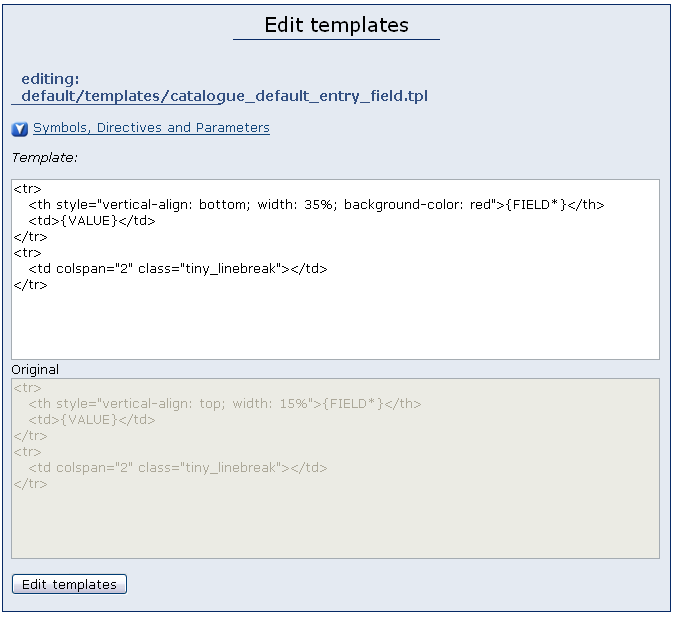 Edit templates
editing:
default/templates/catalogue_default_entry_field.tpl
Symbols, Directives and Parameters
Template:
<tr>
<th style="vertical-align: bottom; width: 35%; background-color: red">{FIELD*}</th>
<td>{VALUE}</td>
</tr>
<tr>
<td colspan="2" class="tiny_linebreak"></td>
</tr>
Original
<tr>
<th style="vertical-align: top; width: 15%">{FIELD*}</th>
<td>{VALUE}</td>
</tr>
<tr>
<td colspan="2" class="tiny_linebreak"></td>
</tr>
Edit templates